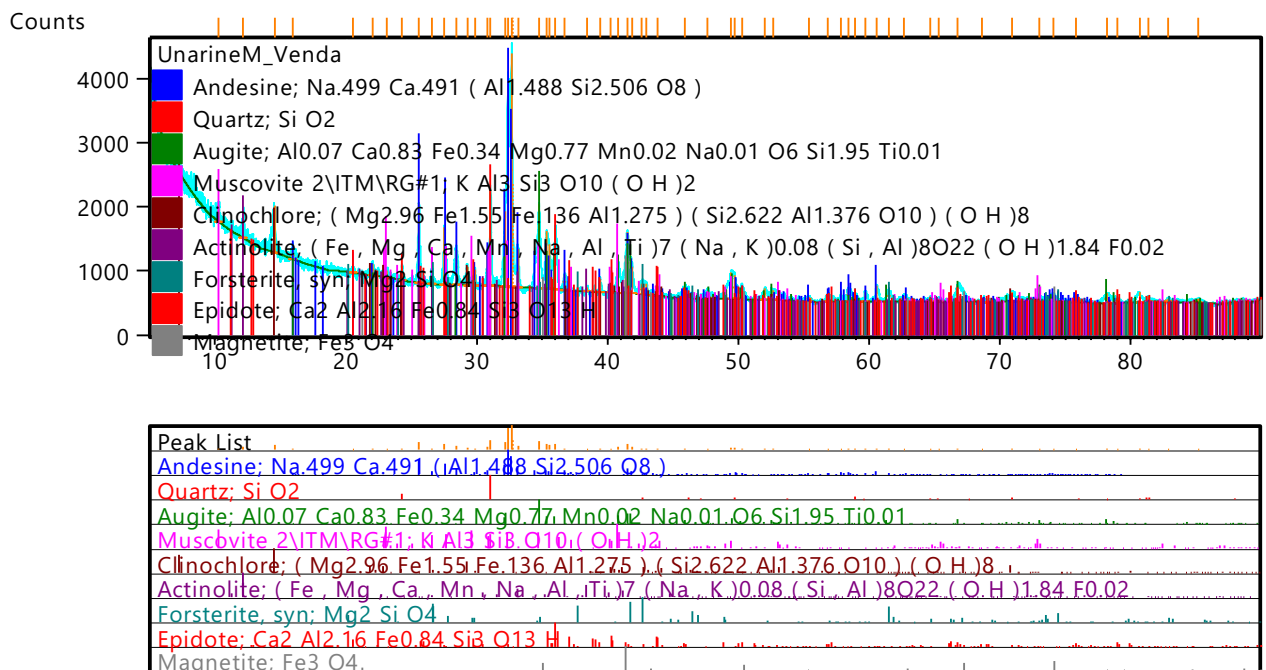 Counts
UnarineM_Venda
4000
Andesine; Na.499 Ca.491 ( Al1.488 Si2.506 O8 )
Quartz; Si O2
3000
Augite; Al0.07 Ca0.83 Fe0.34 Mg0.77 Mn0.02 Na0.01 O6 Si1.95 Ti0.01
Muscovite 2\ITM\RG#1; K Al3 Si3 O10 ( O H )2
2000
Clinochlore; ( Mg2.96 Fe1.55 Fe.136 Al1.275 ) ( Si2.622 Al1.376 O10 ) ( O H )8
Actinolite; ( Fe , Mg , Ca , Mn , Na , Al , Ti )7 ( Na , K )0.08 ( Si , Al )8O22 ( O H )1.84 F0.02
1000
Forsterite, syn; Mg2 Si O4
Epidote; Ca2 Al2.16 Fe0.84 Si3 O13 H
0
Magnetite; Fe3 O4
10 20 30 40 50 60 70 80
Peak List
Andesine; Na.499 Ca.491 ( Al1.488 Si2.506 O8 )
Quartz; Si O2
Augite; Al0.07 Ca0.83 Fe0.34 Mg0.77 Mn0.02 Na0.01 O6 Si1.95 Ti0.01
Muscovite 2\ITM\RG#1; K Al3 Si3 O10 ( O H )2
Clinochlore; ( Mg2.96 Fe1.55 Fe.136 Al1.275 ) ( Si2.622 Al1.376 O10 ) ( O H )8
Actinolite; ( Fe , Mg , Ca , Mn , Na , Al , Ti )7 ( Na , K )0.08 ( Si , Al )8O22 ( O H )1.84 F0.02
Forsterite, syn; Mg2 Si O4
Epidote; Ca2 Al2.16 Fe0.84 Si3 O13 H
Magnetite; Fe3 O4